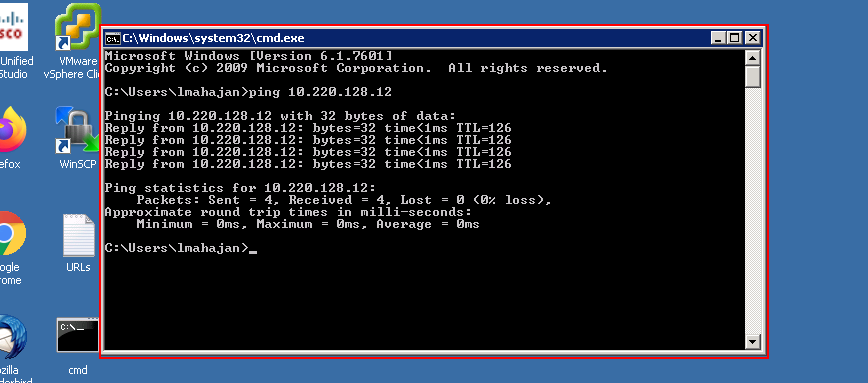 CISCO
Unified
Studio
VMware
vSphere Cli
efox
WinSCP
ogle
rome
URLs
ozilla
derbird
cmd
C:\Windows\system32\cmd.exe
Microsoft Windows [Version 6.1.7601]
Copyright (c) 2009 Microsoft Corporation.  All rights reserved.
C:\Users\lmahajan>ping 10.220.128.12
Pinging 10.220.128.12 with 32 bytes of data:
Reply from 10.220.128.12: bytes=32 time<1ms TTL=126
Reply from 10.220.128.12: bytes=32 time<1ms TTL=126
Reply from 10.220.128.12: bytes=32 time<1ms TTL=126
Reply from 10.220.128.12: bytes=32 time<1ms TTL=126
Ping statistics for 10.220.128.12:
    Packets: Sent = 4, Received = 4, Lost = 0 (0% loss),
Approximate round trip times in milli-seconds:
    Minimum = 0ms, Maximum = 0ms, Average = 0ms
C:\Users\lmahajan>_